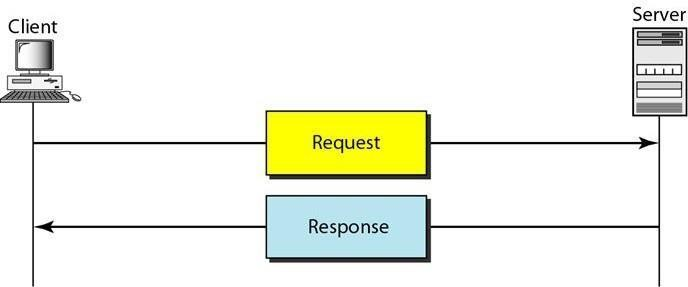 Client
Server
Request
Response